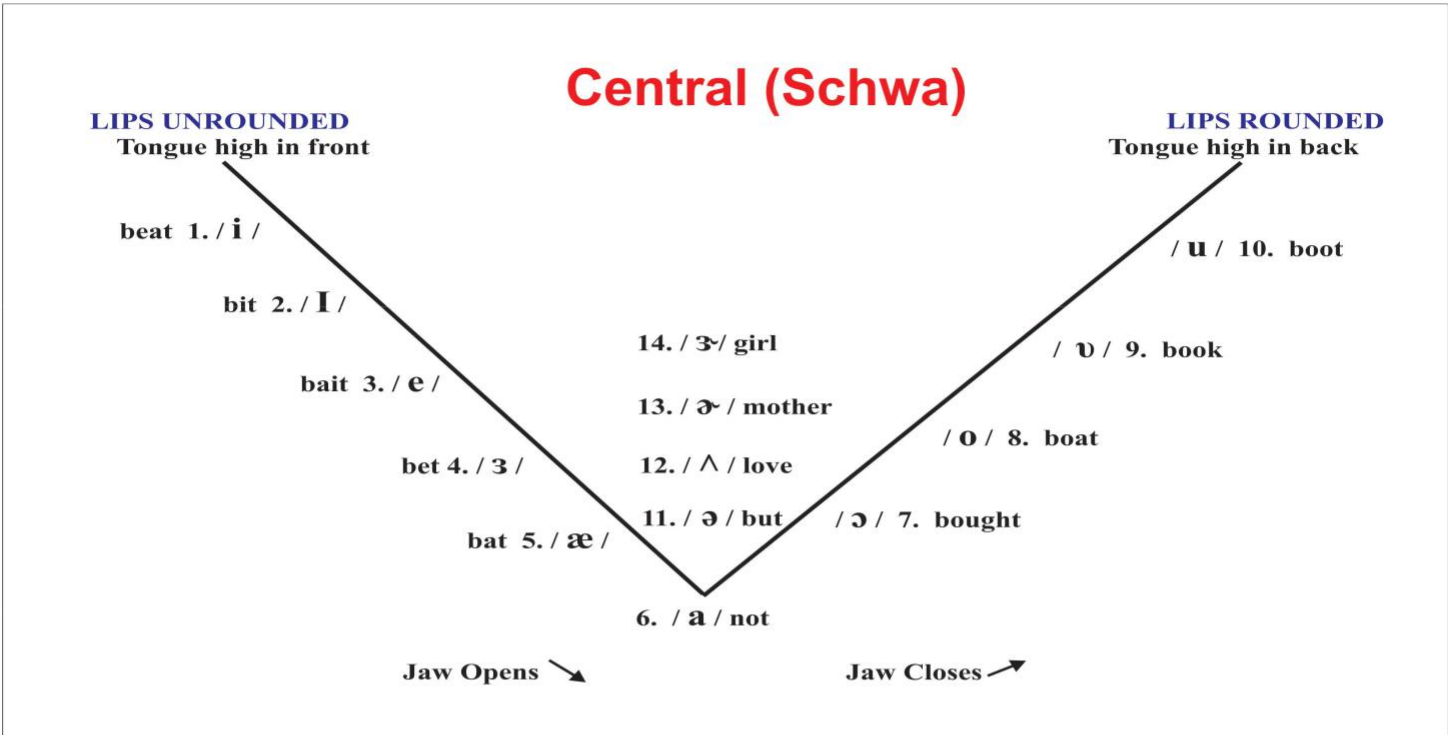 Central (Schwa)
LIPS UNROUNDED
Tongue high in front
LIPS ROUNDED
Tongue high in back
beat 1. / i /
bit 2. / I /
bait 3. / e /
bet 4. / ɜ /
bat 5. / æ /
6. / a / not
/ ɔ / 7. bought
/ o / 8. boat
/ ʋ / 9. book
/ u / 10. boot
11. / ə / but
12. / ^ / love
13. / ɚ / mother
14. / ɝ / girl
Jaw Opens
Jaw Closes